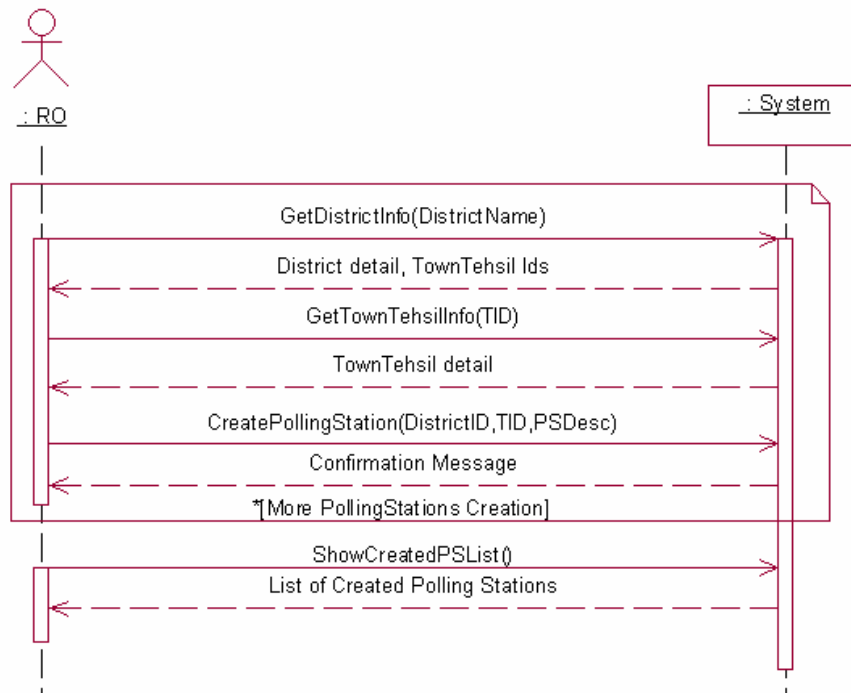 : RO
: System
GetDistrictInfo(DistrictName)
District detail, TownTehsil Ids
GetTownTehsilInfo(TID)
TownTehsil detail
CreatePollingStation(DistrictID,TID,PSDesc)
Confirmation Message
*[More PollingStations Creation]
ShowCreatedPSList()
List of Created Polling Stations